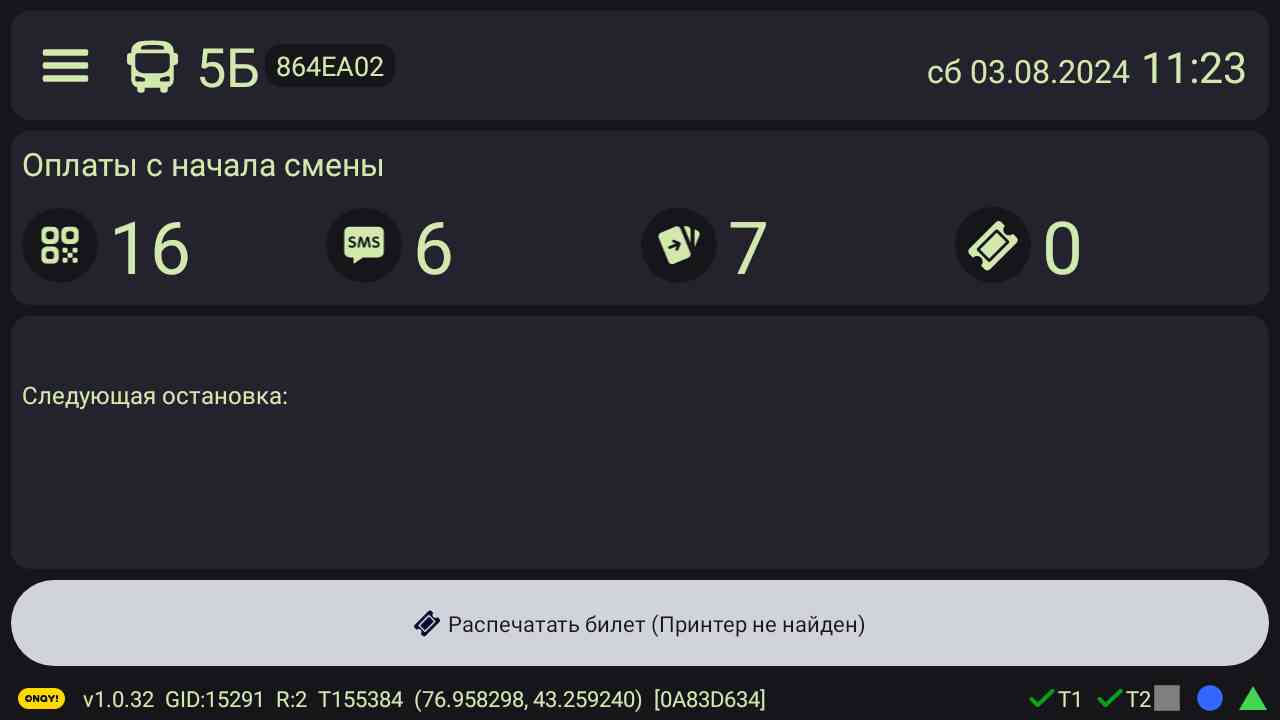 5Б 864EA02 сб 03.08.2024 11:23
Оплаты с начала смены
16 SMS 6 7 0
Следующая остановка:
Распечатать билет (Принтер не найден)
ONAY! v1.0.32 GID:15291 R:2 T155384 (76.958298, 43.259240) [0A83D634] T1 T2